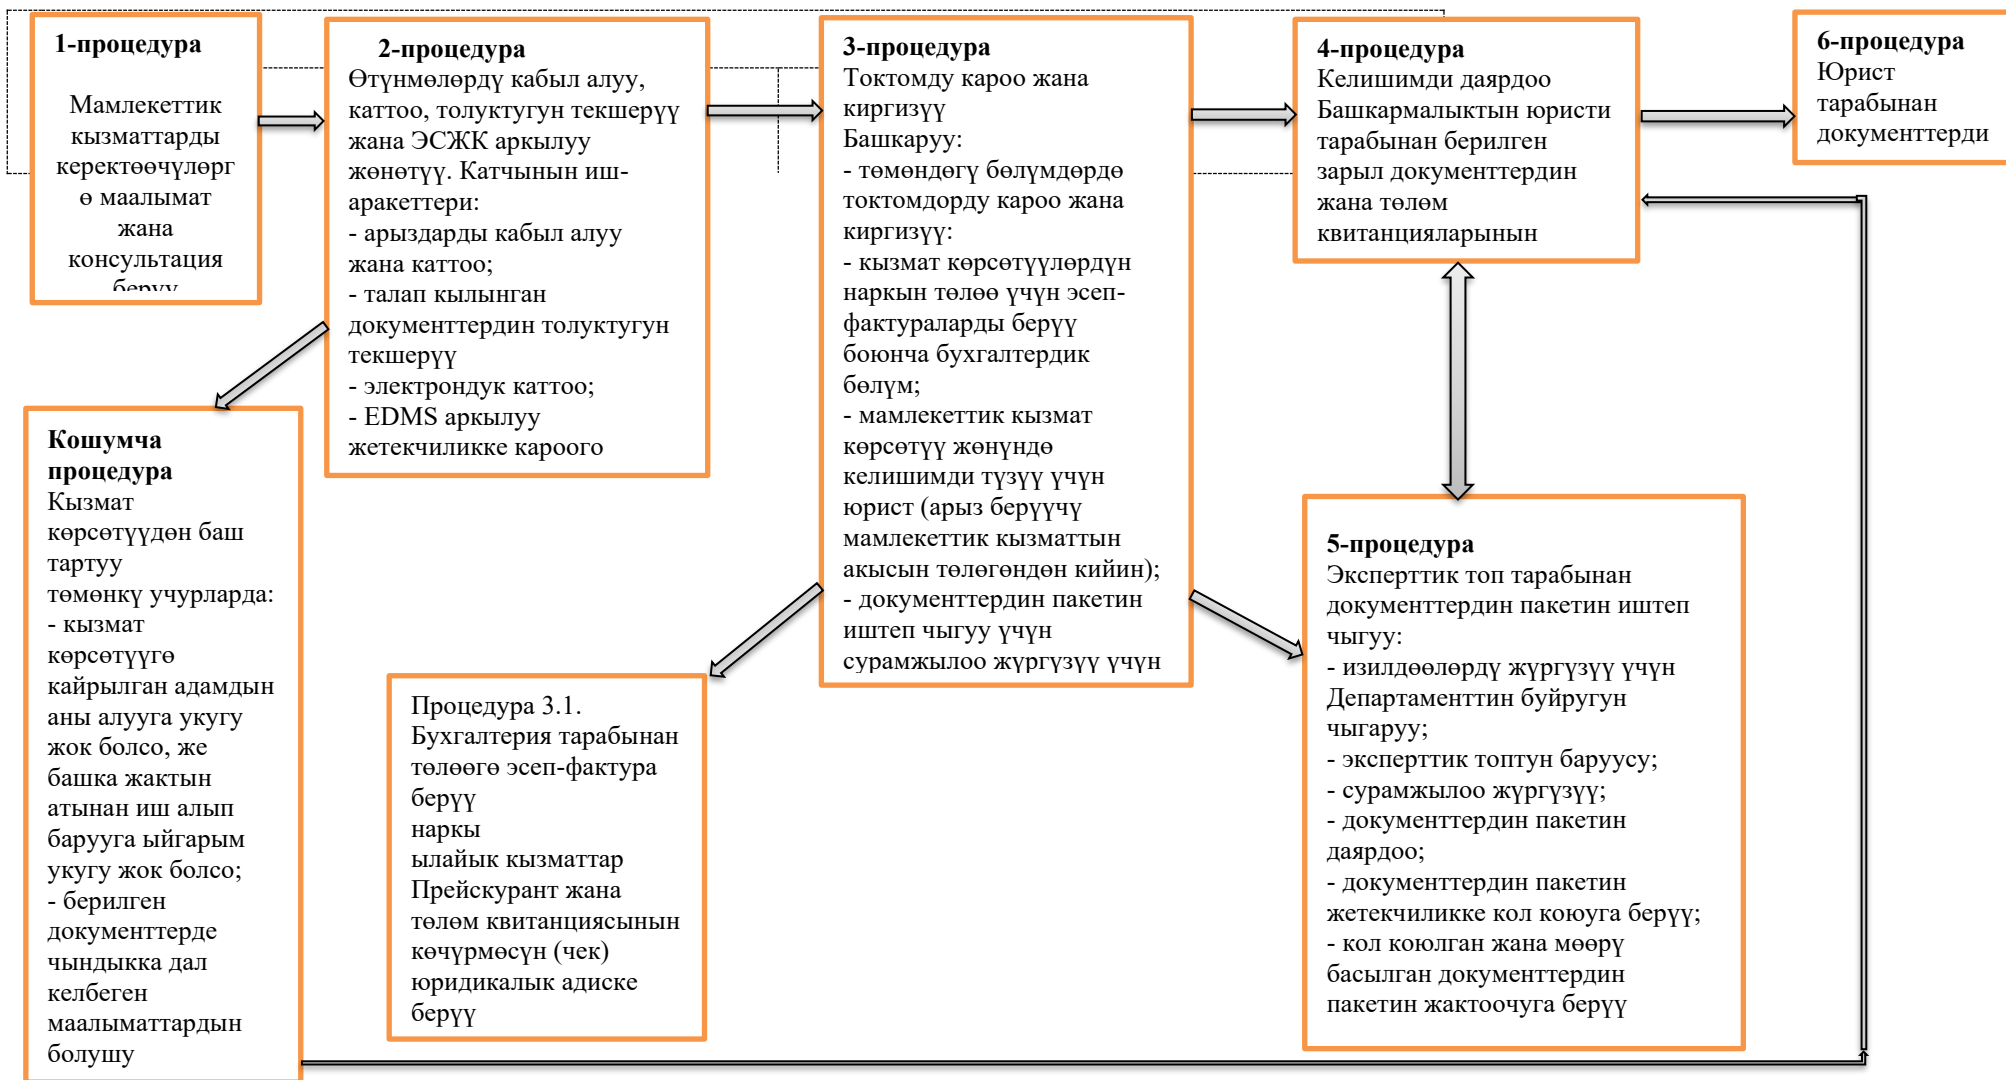 1-процедура
Мамлекеттик
кызматтарды
керектөөчүлөрг
ө маалымат
жана
консультация
берүү
2-процедура
Өтүнмөлөрдү кабыл алуу,
каттоо, толуктугун текшерүү
жана ЭСЖК аркылуу
жөнөтүү. Катчынын иш-
аракеттери:
- арыздарды кабыл алуу
жана каттоо;
- талап кылынган
документтердин толуктугун
текшерүү
- электрондук каттоо;
- EDMS аркылуу
жетекчиликке кароого
3-процедура
Токтомду кароо жана
киргизүү
Башкаруу:
- төмөндөгү бөлүмдөрдө
токтомдорду кароо жана
киргизүү:
- кызмат көрсөтүүлөрдүн
наркын төлөө үчүн эсеп-
фактураларды берүү
боюнча бухгалтердик
бөлүм;
- мамлекеттик кызмат
көрсөтүү жөнүндө
келишимди түзүү үчүн
юрист (арыз берүүчү
мамлекеттик кызматтын
акысын төлөгөндөн кийин);
- документтердин пакетин
иштеп чыгуу үчүн
сурамжылоо жүргүзүү үчүн
4-процедура
Келишимди даярдоо
Башкармалыктын юристи
тарабынан берилген
зарыл документтердин
жана төлөм
квитанцияларынын
6-процедура
Юрист
тарабынан
документтерди
Кошумча
процедура
Кызмат
көрсөтүүдөн баш
тартуу
төмөнкү учурларда:
- кызмат
көрсөтүүгө
кайрылган адамдын
аны алууга укугу
жок болсо, же
башка жактын
атынан иш алып
барууга ыйгарым
укугу жок болсо;
- берилген
документтерде
чындыкка дал
келбеген
маалыматтардын
болушу
Процедура 3.1.
Бухгалтерия тарабынан
төлөөгө эсеп-фактура
берүү
наркы
ылайык кызматтар
Прейскурант жана
төлөм квитанциясынын
көчүрмөсүн (чек)
юридикалык адиске
берүү
5-процедура
Эксперттик топ тарабынан
документтердин пакетин иштеп
чыгуу:
- изилдөөлөрдү жүргүзүү үчүн
Департаменттин буйругун
чыгаруу;
- эксперттик топтун баруусу;
- сурамжылоо жүргүзүү;
- документтердин пакетин
даярдоо;
- документтердин пакетин
жетекчиликке кол коюуга берүү;
- кол коюлган жана мөөрү
басылган документтердин
пакетин жактоочуга берүү